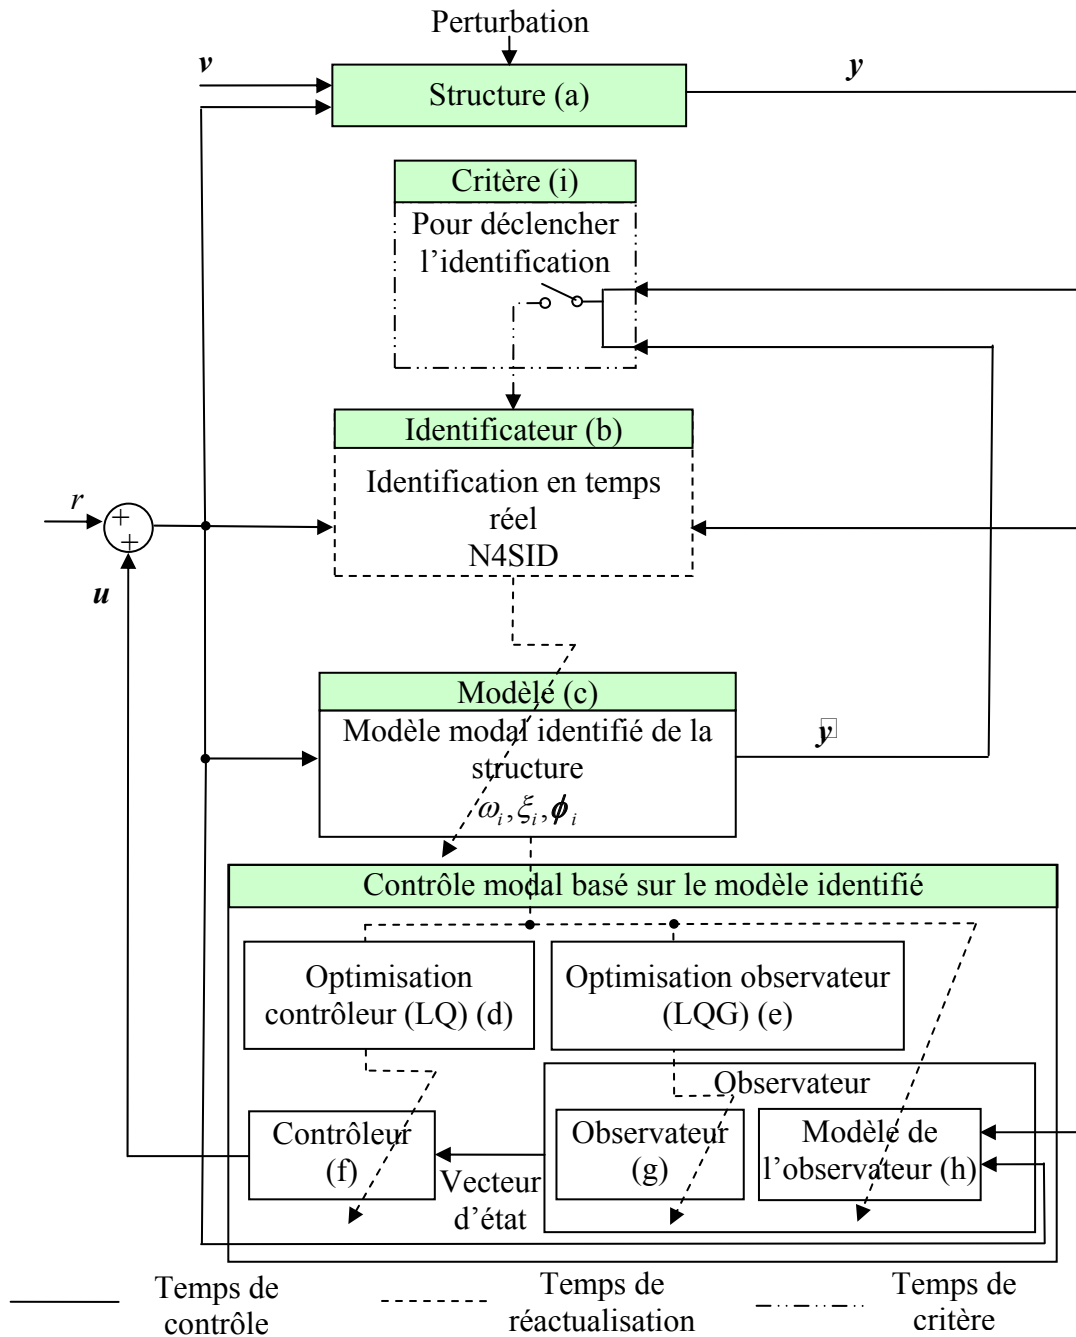 Perturbation
v
y
Structure (a)
Critère (i)
Pour déclencher
l’identification
Identificateur (b)
Identification en temps
réel
N4SID
r
+
+
u
Modèle (c)
Modèle modal identifié de la
structure
ω_i, ξ_i, ϕ_i
y
Contrôle modal basé sur le modèle identifié
Optimisation
contrôleur (LQ) (d)
Optimisation observateur
(LQG) (e)
Observateur
Contrôleur
(f)
Vecteur
d’état
Observateur
(g)
Modèle de
l’observateur (h)
Temps de
contrôle
Temps de
réactualisation
Temps de
critère